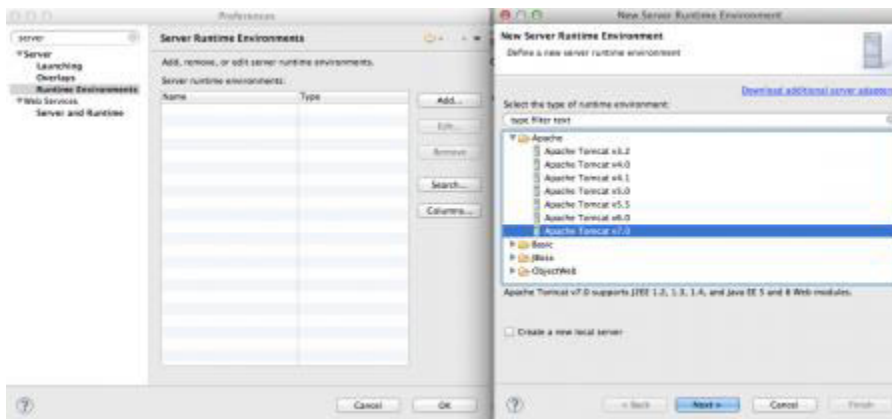 Preferences
server
Server
Launching
Overlays
Runtime Environments
Web Services
Server and Runtime
Server Runtime Environments
Add, remove, or edit server runtime environments.
Server runtime environments:
Name
Type
Add...
Edit...
Remove
Search...
Columns...
Cancel
OK
New Server Runtime Environment
New Server Runtime Environment
Define a new server runtime environment
Download additional server adapters
Select the type of runtime environment:
type filter text
Apache
Apache Tomcat v3.2
Apache Tomcat v4.0
Apache Tomcat v4.1
Apache Tomcat v5.0
Apache Tomcat v5.5
Apache Tomcat v6.0
Apache Tomcat v7.0
Basic
JBoss
ObjectWeb
Apache Tomcat v7.0 supports J2EE 1.2, 1.3, 1.4, and Java EE 5 and 6 Web modules.
Create a new local server
< Back
Next >
Cancel
Finish